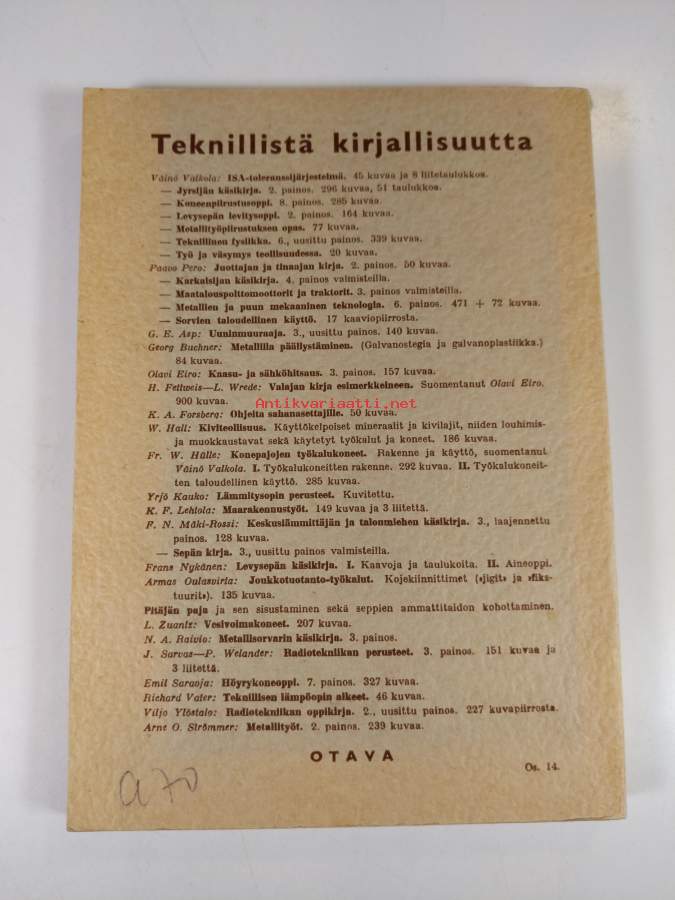 Teknillistä kirjallisuutta
Väinö Valkola: ISA-toleranssijärjestelmä. 45 kuvaa ja 8 liitetaulukkoa.
— Jyrsijän käsikirja. 2. painos. 296 kuvaa, 51 taulukkoa.
— Koneenpiirustusoppi. 8. painos. 285 kuvaa.
— Levysepän levitysoppi. 2. painos. 164 kuvaa.
— Metallityöpiirustuksen opas. 77 kuvaa.
— Teknillinen fysiikka. 6., uusittu painos. 339 kuvaa.
— Työ ja väsymys teollisuudessa. 20 kuvaa.
Paavo Pero: Juottajan ja tinaajan kirja. 2. painos. 50 kuvaa.
— Karkaisijan käsikirja. 4. painos valmisteilla.
— Maatalouspolttomoottorit ja traktorit. 3. painos valmisteilla.
— Metallien ja puun mekaaninen teknologia. 6. painos. 471 + 72 kuvaa.
— Sorvien taloudellinen käyttö. 17 kaaviopiirrosta.
G. E. Asp: Uuninmuuraaja. 3., uusittu painos. 140 kuvaa.
Georg Buchner: Metallilla päällystäminen. (Galvanostegia ja galvanoplastiikka.)
84 kuvaa.
Olavi Eiro: Kaasu- ja sähköhitsaus. 3. painos. 157 kuvaa.
H. Fettweis—L. Wrede: Valajan kirja esimerkkeineen. Suomentanut Olavi Eiro.
900 kuvaa.
Antikvariaatti.net
K. A. Forsberg: Ohjeita sahanasettajille. 50 kuvaa.
W. Hall: Kiviteollisuus. Käyttökelpoiset mineraalit ja kivilajit, niiden louhimis-
ja muokkaustavat sekä käytetyt työkalut ja koneet. 186 kuvaa.
Fr. W. Hülle: Konepajojen työkalukoneet. Rakenne ja käyttö, suomentanut
Väinö Valkola. I. Työkalukoneitten rakenne. 292 kuvaa. II. Työkalukoneit-
ten taloudellinen käyttö. 285 kuvaa.
Yrjö Kauko: Lämmitysopin perusteet. Kuvitettu.
K. F. Lehtola: Maarakennustyöt. 149 kuvaa ja 3 liitettä.
F. N. Mäki-Rossi: Keskuslämmittäjän ja talonmiehen käsikirja. 3., laajennettu
painos. 128 kuvaa.
— Sepän kirja. 3., uusittu painos valmisteilla.
Frans Nykänen: Levysepän käsikirja. I. Kaavoja ja taulukoita. II. Aineoppi.
Armas Oulasvirta: Joukkotuotanto-työkalut. Kojekiinnittimet (»jigit» ja »fiks-
tuurit»). 135 kuvaa.
Pitäjän paja ja sen sisustaminen sekä seppien ammattitaidon kohottaminen.
L. Zuantz: Vesivoimakoneet. 207 kuvaa.
N. A. Raivio: Metallisorvarin käsikirja. 3. painos.
J. Sarvas—P. Welander: Radiotekniikan perusteet. 3. painos. 151 kuvaa ja
3 liitettä.
Emil Saraoja: Höyrykoneoppi. 7. painos. 327 kuvaa.
Richard Vater: Teknillisen lämpöopin alkeet. 46 kuvaa.
Viljo Ylöstalo: Radiotekniikan oppikirja. 2., uusittu painos. 227 kuvapiirrosta.
Arne O. Strömmer: Metallityöt. 2. painos. 239 kuvaa.
OTAVA
Os. 14.
a70